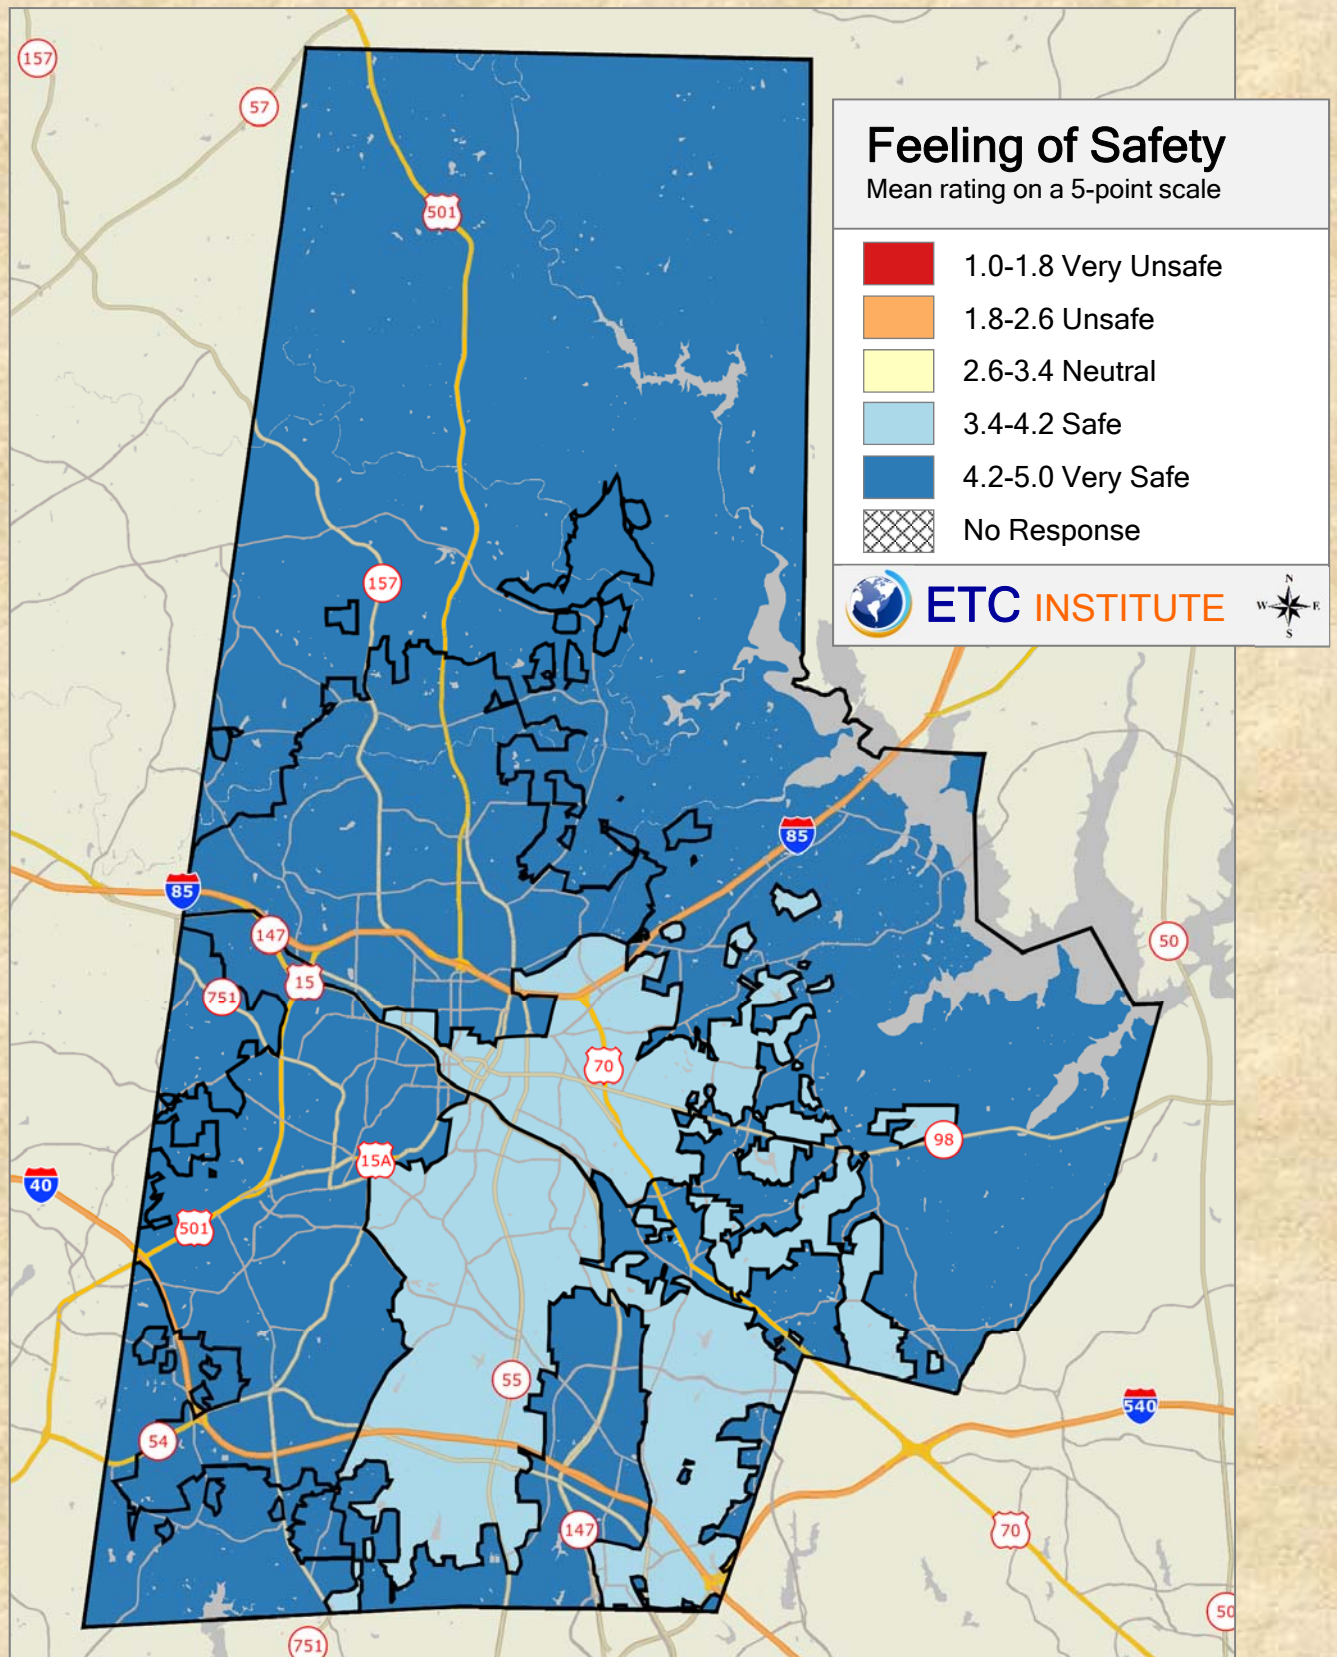 157
57
501
Feeling of Safety
Mean rating on a 5-point scale
1.0-1.8 Very Unsafe
1.8-2.6 Unsafe
2.6-3.4 Neutral
3.4-4.2 Safe
4.2-5.0 Very Safe
No Response
ETC INSTITUTE
N
W E
S
157
85
85
147
50
15
751
70
98
15A
40
501
55
540
54
147
70
50
751